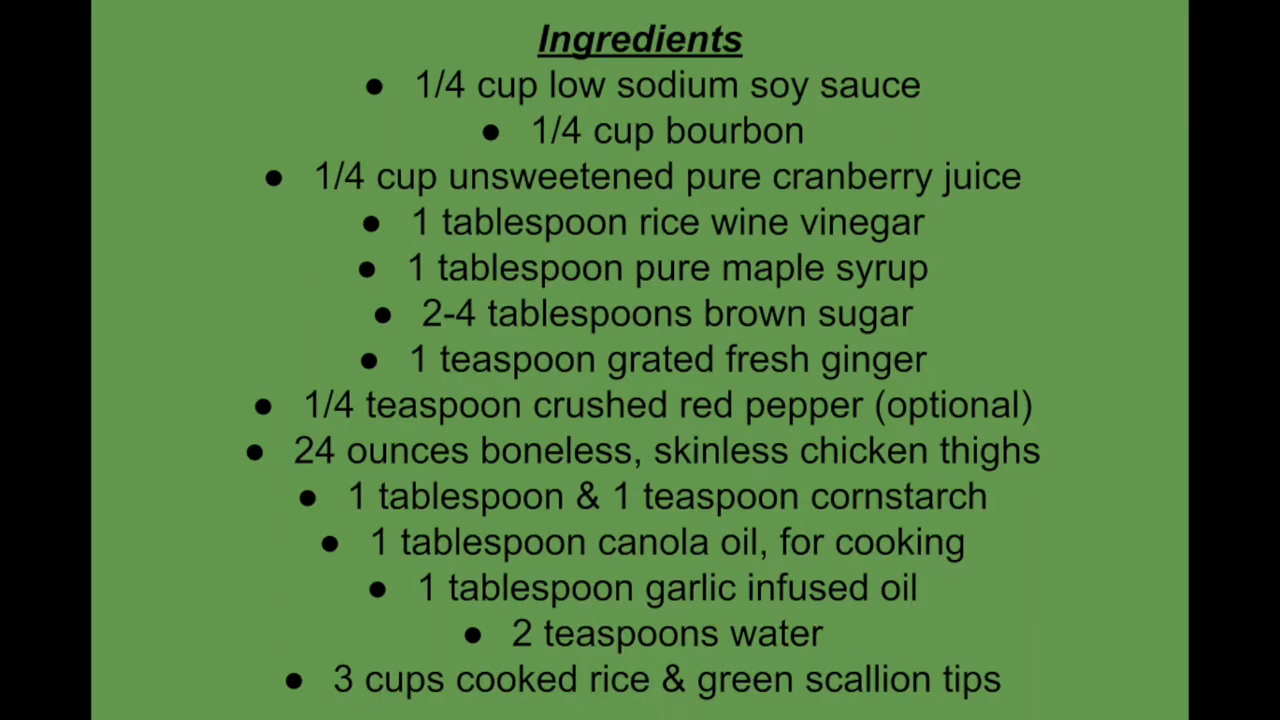 Ingredients
● 1/4 cup low sodium soy sauce
● 1/4 cup bourbon
● 1/4 cup unsweetened pure cranberry juice
● 1 tablespoon rice wine vinegar
● 1 tablespoon pure maple syrup
● 2-4 tablespoons brown sugar
● 1 teaspoon grated fresh ginger
● 1/4 teaspoon crushed red pepper (optional)
● 24 ounces boneless, skinless chicken thighs
● 1 tablespoon & 1 teaspoon cornstarch
● 1 tablespoon canola oil, for cooking
● 1 tablespoon garlic infused oil
● 2 teaspoons water
● 3 cups cooked rice & green scallion tips